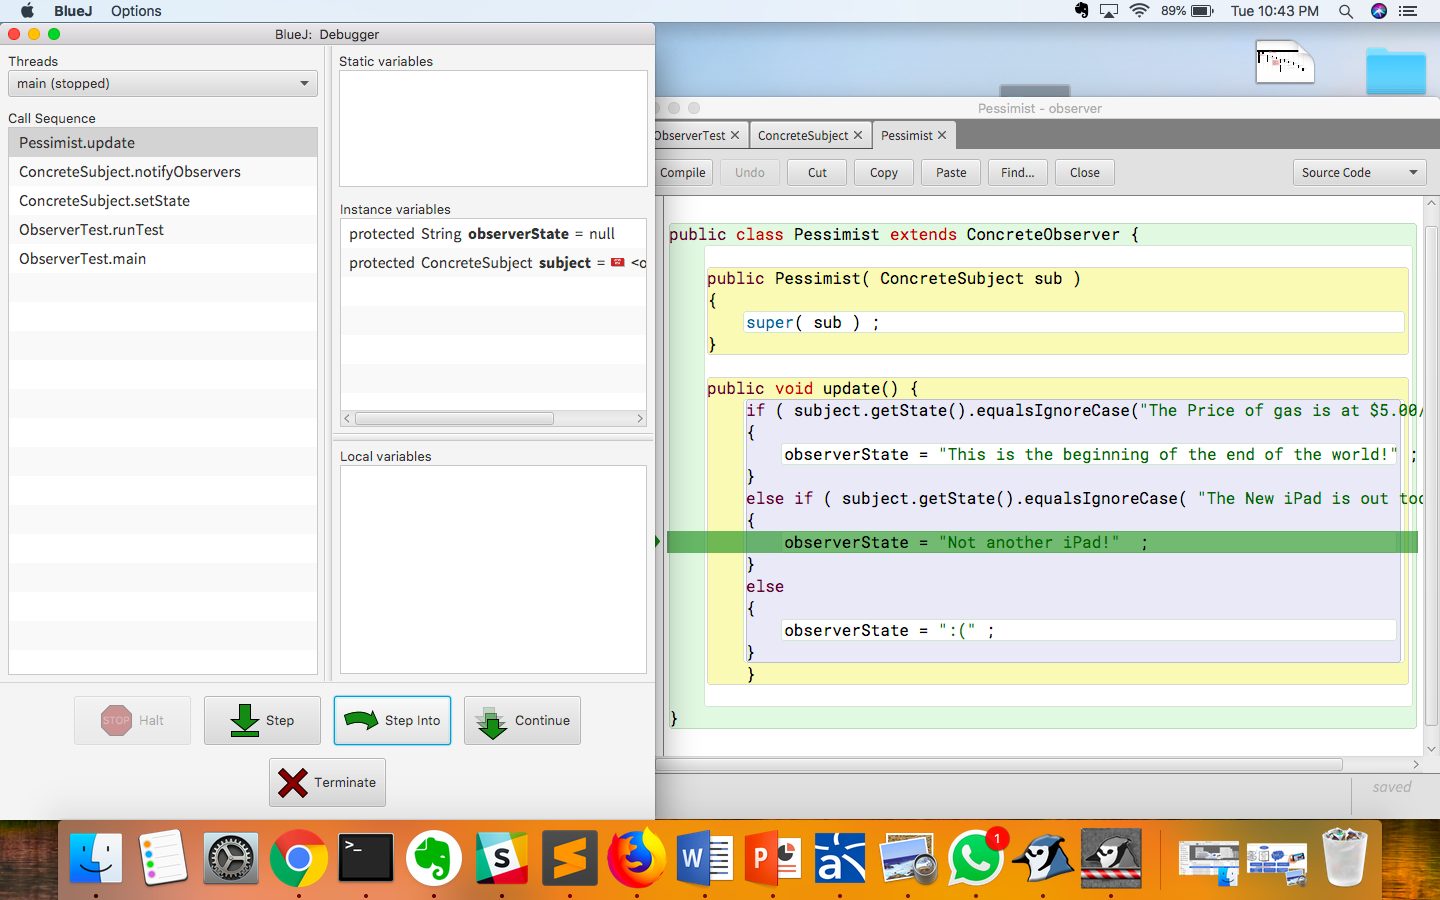 BlueJ Options
89% Tue 10:43 PM
BlueJ: Debugger
Threads
main (stopped)
Call Sequence
Pessimist.update
ConcreteSubject.notifyObservers
ConcreteSubject.setState
ObserverTest.runTest
ObserverTest.main
Static variables
Instance variables
protected String observerState = null
protected ConcreteSubject subject = <o
Local variables
STOP Halt
Step
Step Into
Continue
Terminate
Pessimist - observer
ObserverTest ConcreteSubject Pessimist
Compile Undo Cut Copy Paste Find... Close Source Code
public class Pessimist extends ConcreteObserver {
public Pessimist( ConcreteSubject sub )
{
super( sub ) ;
}
public void update() {
if ( subject.getState().equalsIgnoreCase("The Price of gas is at $5.00/
{
observerState = "This is the beginning of the end of the world!" ;
}
else if ( subject.getState().equalsIgnoreCase( "The New iPad is out tod
{
observerState = "Not another iPad!" ;
}
else
{
observerState = ":(" ;
}
}
}
saved
>_
S
W
P
1